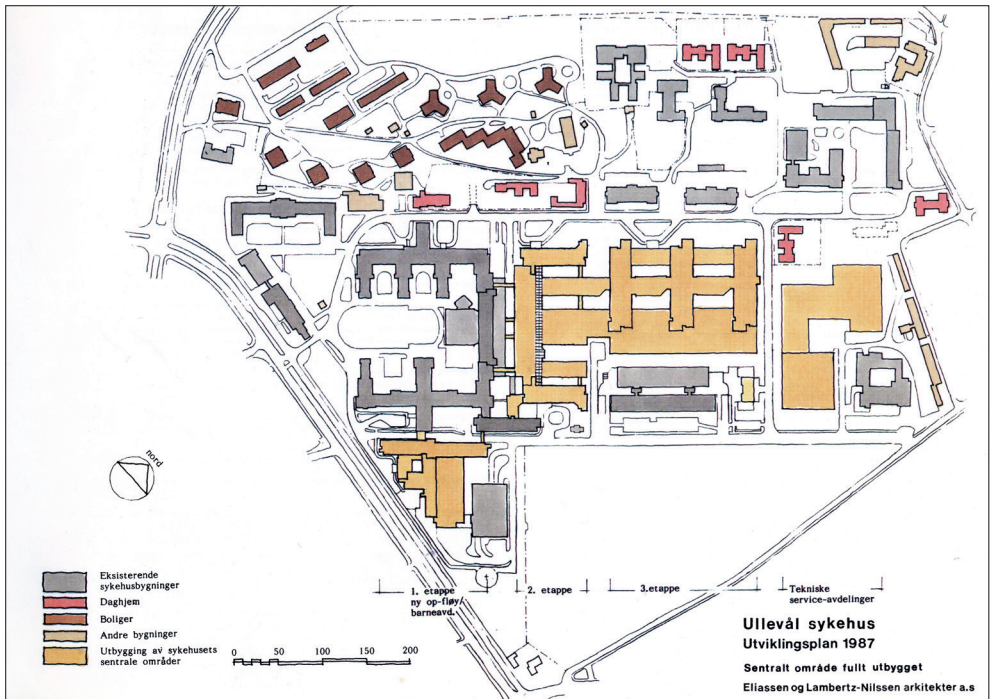 nord
Eksisterende
sykehusbygninger
Daghjem
Boliger
Andre bygninger
Utbygging av sykehusets
sentrale områder
0 50 100 150 200
1. etappe
ny op-fløy/
barneavd.
2. etappe
3.etappe
Tekniske
service-avdelinger
Ullevål sykehus
Utviklingsplan 1987
Sentralt område fullt utbygget
Eliassen og Lambertz-Nilssen arkitekter a.s